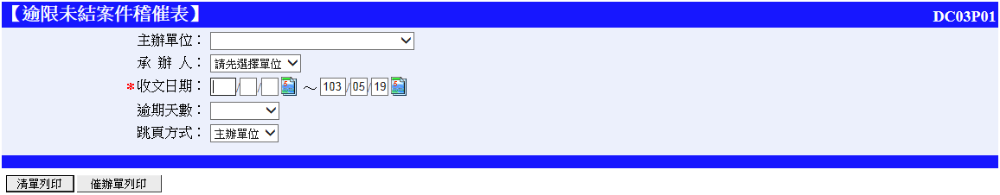 【逾限未結案件稽催表】 DC03P01
主辦單位：
承 辦 人： 請先選擇單位
*收文日期： / / ～ 103/05/19
逾期天數：
跳頁方式： 主辦單位
清單列印 催辦單列印